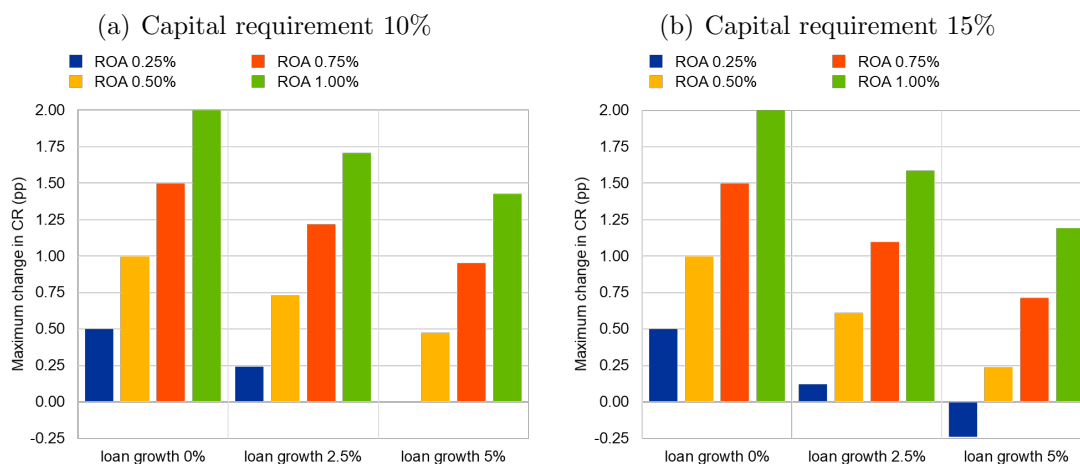 (a) Capital requirement 10%
ROA 0.25%
ROA 0.75%
ROA 0.50%
ROA 1.00%
Maximum change in CR (pp)
2.00
1.75
1.50
1.25
1.00
0.75
0.50
0.25
0.00
-0.25
loan growth 0%
loan growth 2.5%
loan growth 5%
(b) Capital requirement 15%
ROA 0.25%
ROA 0.75%
ROA 0.50%
ROA 1.00%
Maximum change in CR (pp)
2.00
1.75
1.50
1.25
1.00
0.75
0.50
0.25
0.00
-0.25
loan growth 0%
loan growth 2.5%
loan growth 5%